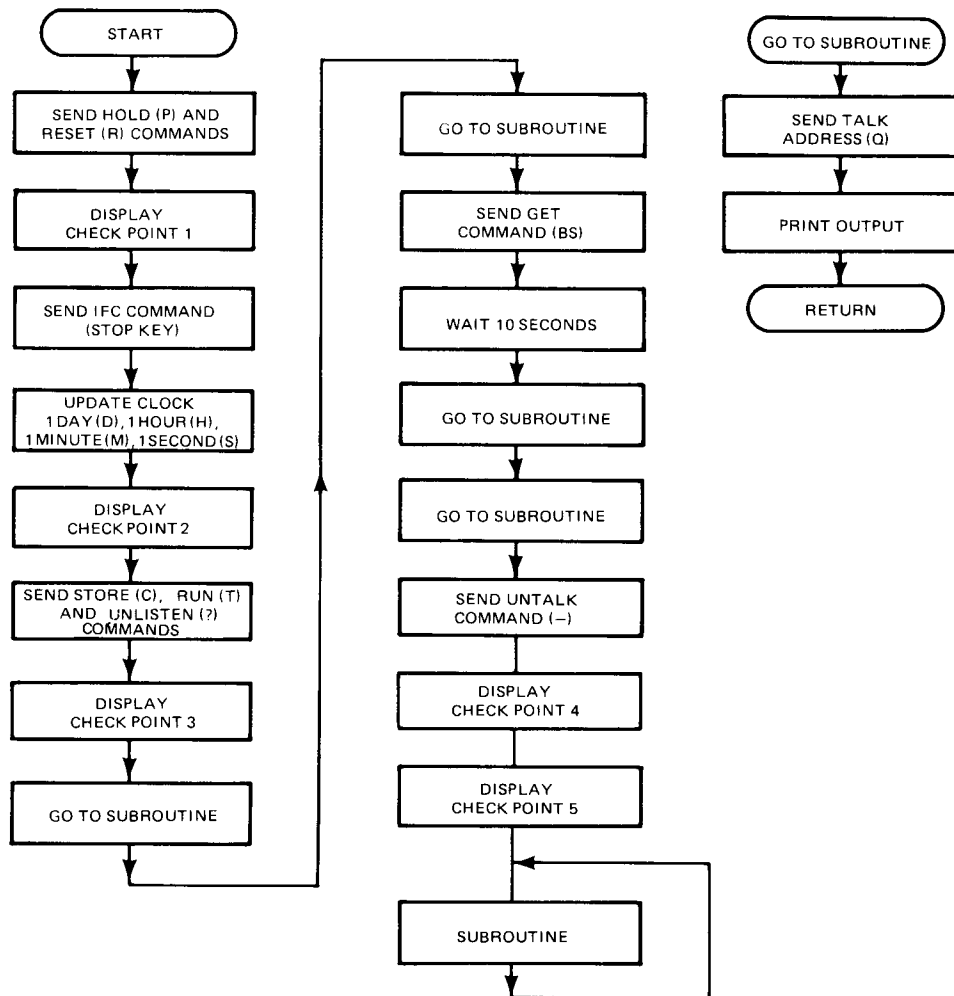 START
SEND HOLD (P) AND
RESET (R) COMMANDS
DISPLAY
CHECK POINT 1
SEND IFC COMMAND
(STOP KEY)
UPDATE CLOCK
1 DAY (D), 1 HOUR (H),
1 MINUTE (M), 1 SECOND (S)
DISPLAY
CHECK POINT 2
SEND STORE (C), RUN (T)
AND UNLISTEN (?)
COMMANDS
DISPLAY
CHECK POINT 3
GO TO SUBROUTINE
GO TO SUBROUTINE
SEND GET
COMMAND (BS)
WAIT 10 SECONDS
GO TO SUBROUTINE
GO TO SUBROUTINE
SEND UNTALK
COMMAND (–)
DISPLAY
CHECK POINT 4
DISPLAY
CHECK POINT 5
SUBROUTINE
GO TO SUBROUTINE
SEND TALK
ADDRESS (Q)
PRINT OUTPUT
RETURN